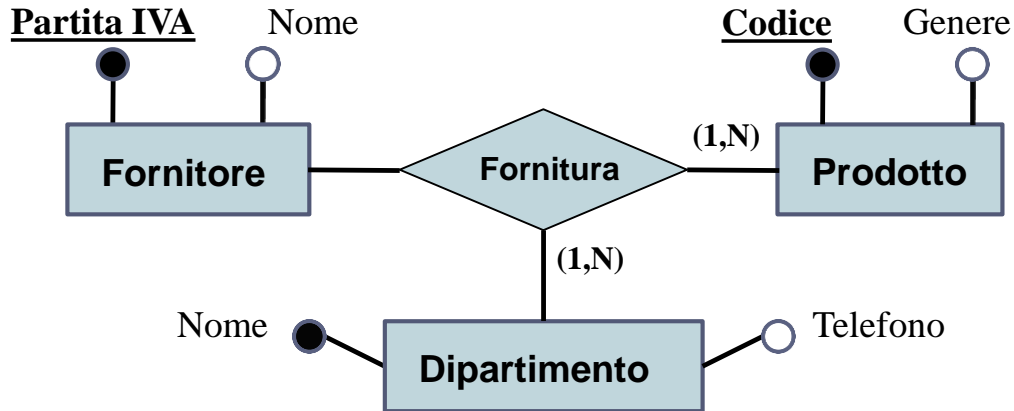 Partita IVA
Nome
Codice
Genere
Fornitore
Fornitura
(1,N)
Prodotto
(1,N)
Nome
Telefono
Dipartimento